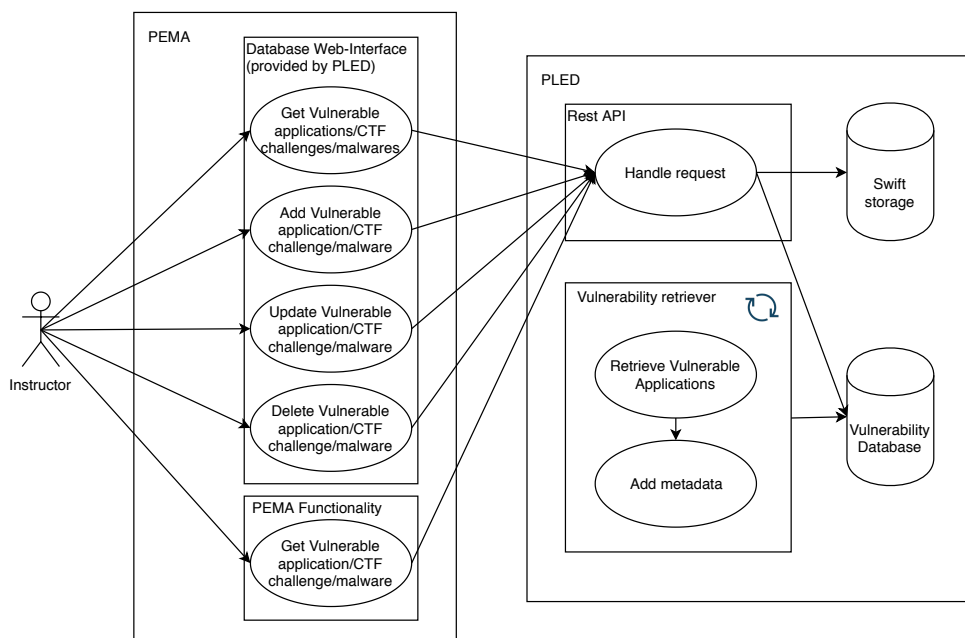 PEMA
Database Web-Interface
(provided by PLED)
Get Vulnerable
applications/CTF
challenges/malwares
Add Vulnerable
application/CTF
challenge/malware
Update Vulnerable
application/CTF
challenge/malware
Delete Vulnerable
application/CTF
challenge/malware
PEMA Functionality
Get Vulnerable
application/CTF
challenge/malware
Instructor
PLED
Rest API
Handle request
Swift
storage
Vulnerability retriever
Retrieve Vulnerable
Applications
Add metadata
Vulnerability
Database